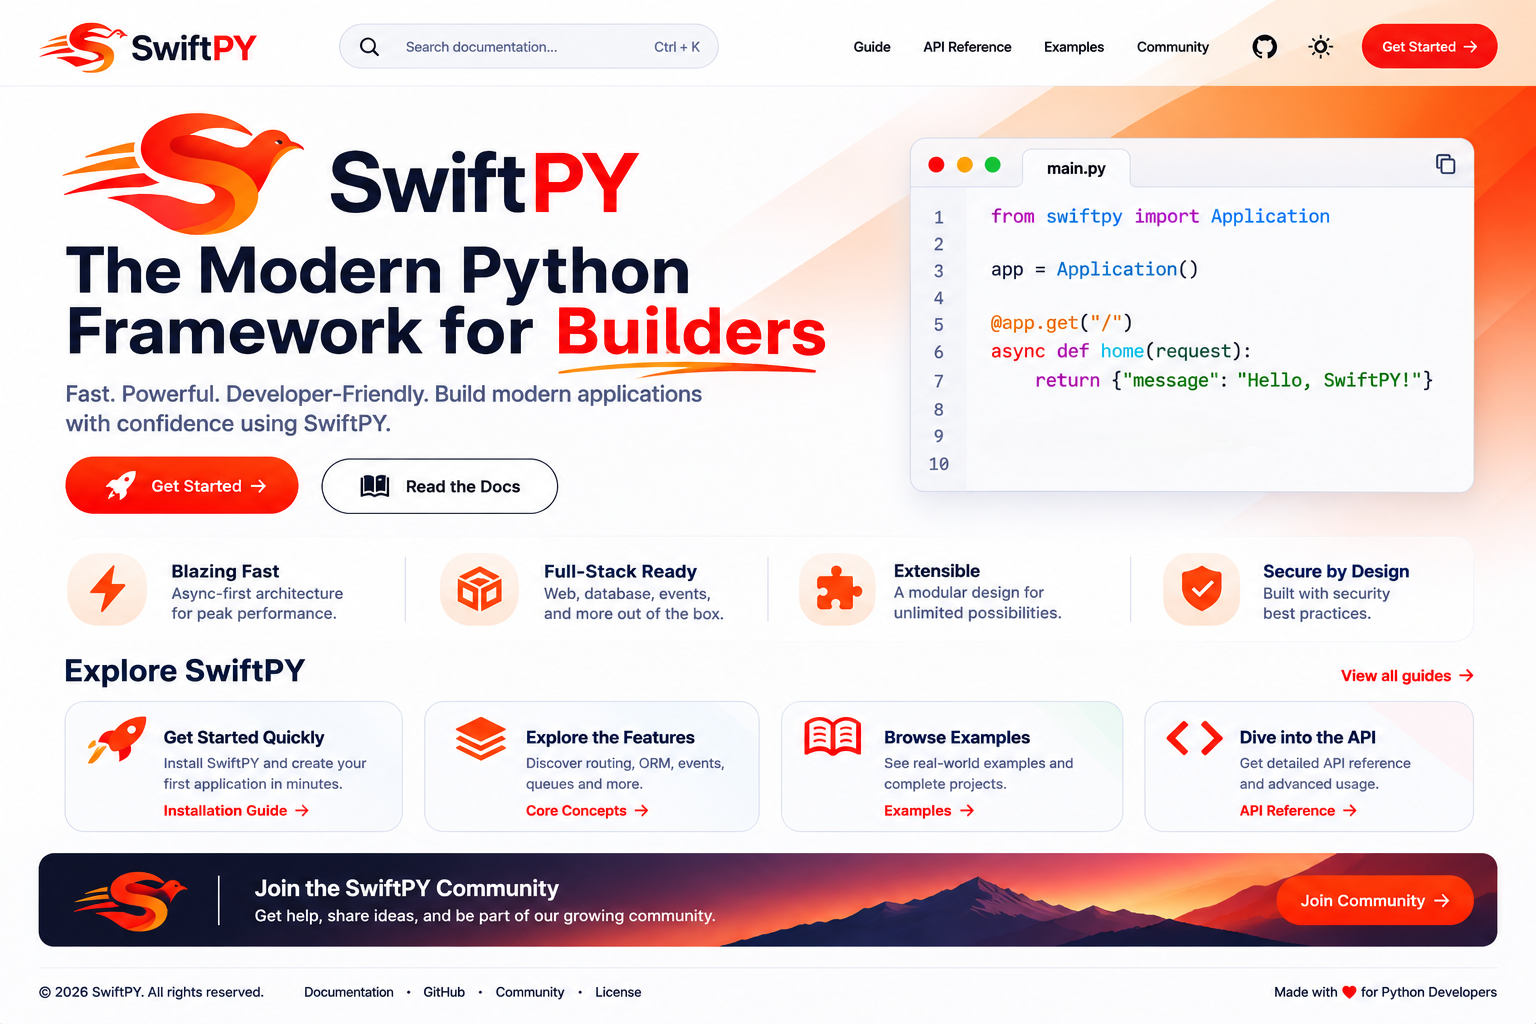 SwiftPY
Search documentation...
Ctrl + K
Guide
API Reference
Examples
Community
Get Started →
SwiftPY
The Modern Python
Framework for Builders
Fast. Powerful. Developer-Friendly. Build modern applications
with confidence using SwiftPY.
Get Started →
Read the Docs
main.py
1 from swiftpy import Application
2
3 app = Application()
4
5 @app.get("/")
6 async def home(request):
7     return {"message": "Hello, SwiftPY!"}
8
9
10
Blazing Fast
Async-first architecture
for peak performance.
Full-Stack Ready
Web, database, events,
and more out of the box.
Extensible
A modular design for
unlimited possibilities.
Secure by Design
Built with security
best practices.
Explore SwiftPY
View all guides →
Get Started Quickly
Install SwiftPY and create your
first application in minutes.
Installation Guide →
Explore the Features
Discover routing, ORM, events,
queues and more.
Core Concepts →
Browse Examples
See real-world examples and
complete projects.
Examples →
Dive into the API
Get detailed API reference
and advanced usage.
API Reference →
Join the SwiftPY Community
Get help, share ideas, and be part of our growing community.
Join Community →
© 2026 SwiftPY. All rights reserved.
Documentation • GitHub • Community • License
Made with ❤ for Python Developers